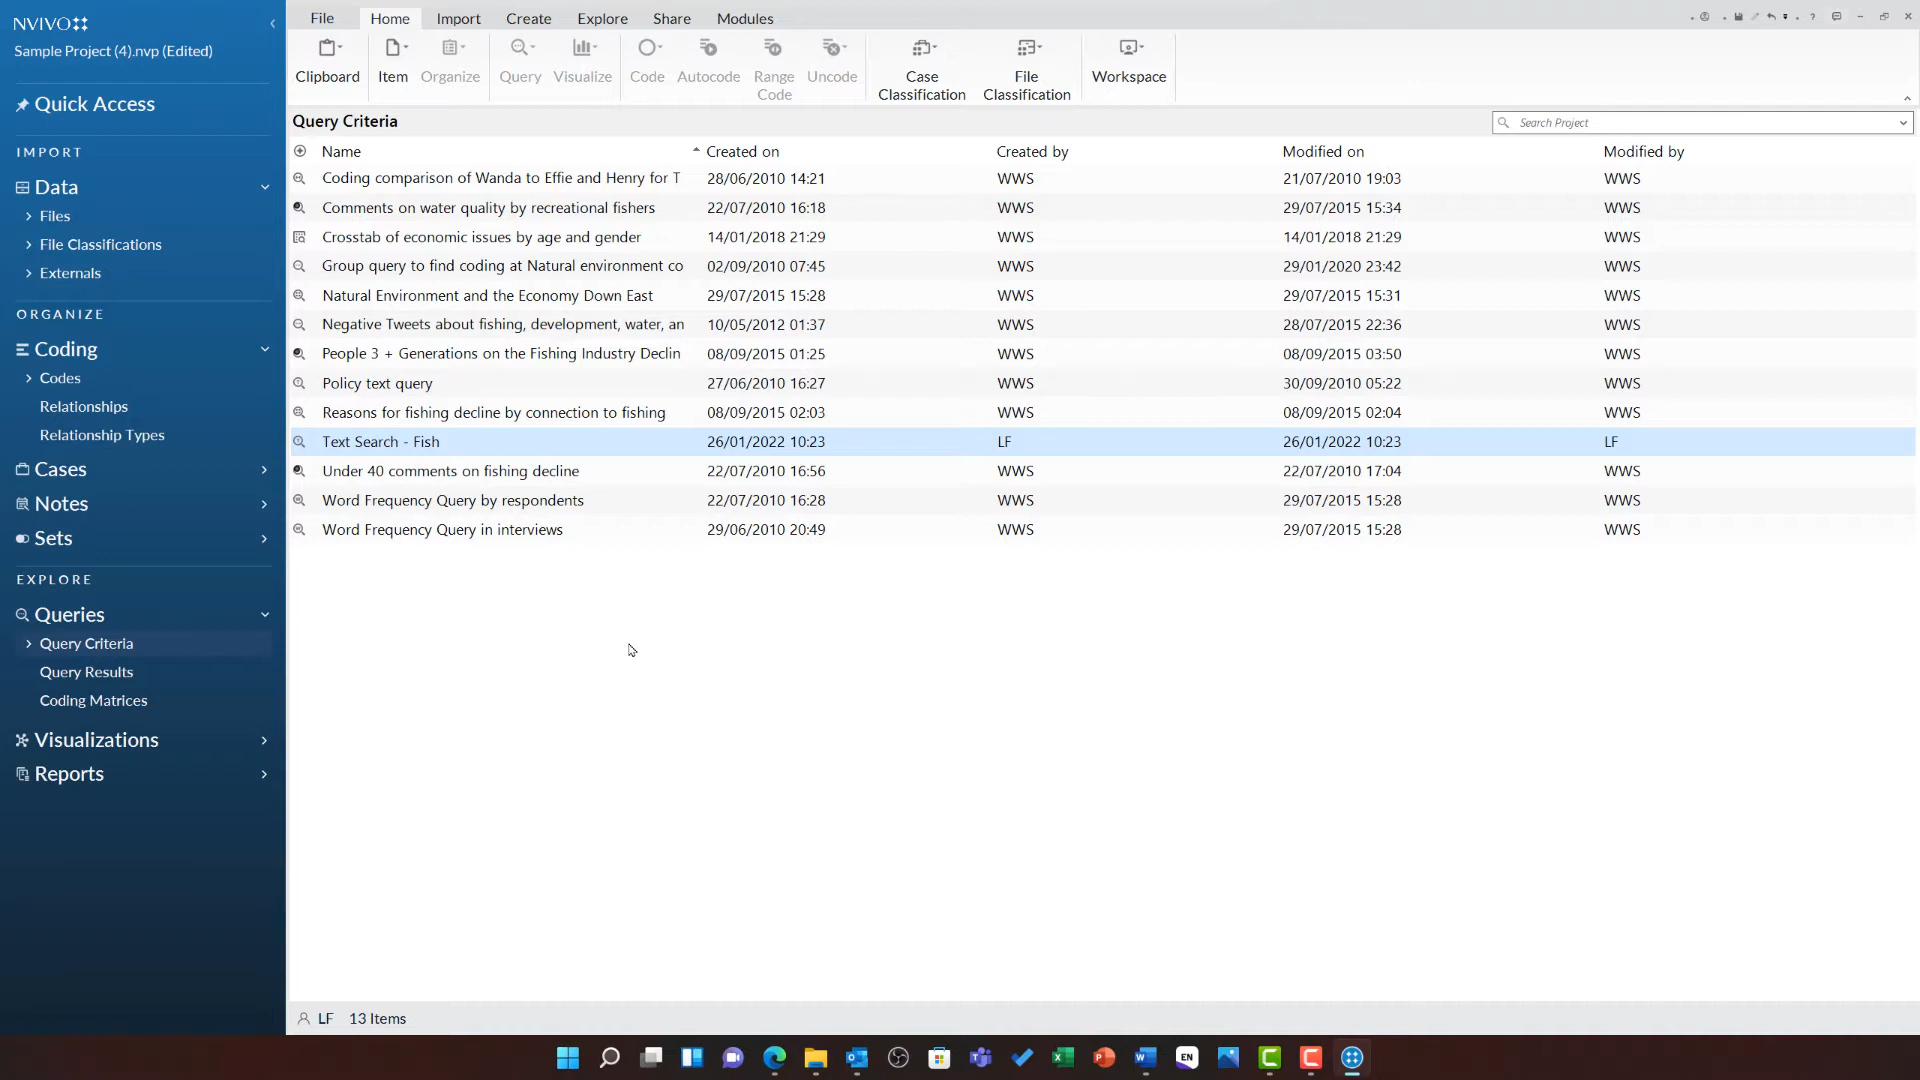 NVIVO
Sample Project (4).nvp (Edited)
Quick Access
IMPORT
Data
Files
File Classifications
Externals
ORGANIZE
Coding
Codes
Relationships
Relationship Types
Cases
Notes
Sets
EXPLORE
Queries
Query Criteria
Query Results
Coding Matrices
Visualizations
Reports
File Home Import Create Explore Share Modules
Clipboard Item Organize Query Visualize Code Autocode Range Code Uncode Case Classification File Classification Workspace
Query Criteria
Search Project
Name Created on Created by Modified on Modified by
Coding comparison of Wanda to Effie and Henry for T 28/06/2010 14:21 WWS 21/07/2010 19:03 WWS
Comments on water quality by recreational fishers 22/07/2010 16:18 WWS 29/07/2015 15:34 WWS
Crosstab of economic issues by age and gender 14/01/2018 21:29 WWS 14/01/2018 21:29 WWS
Group query to find coding at Natural environment co 02/09/2010 07:45 WWS 29/01/2020 23:42 WWS
Natural Environment and the Economy Down East 29/07/2015 15:28 WWS 29/07/2015 15:31 WWS
Negative Tweets about fishing, development, water, an 10/05/2012 01:37 WWS 28/07/2015 22:36 WWS
People 3 + Generations on the Fishing Industry Declin 08/09/2015 01:25 WWS 08/09/2015 03:50 WWS
Policy text query 27/06/2010 16:27 WWS 30/09/2010 05:22 WWS
Reasons for fishing decline by connection to fishing 08/09/2015 02:03 WWS 08/09/2015 02:04 WWS
Text Search - Fish 26/01/2022 10:23 LF 26/01/2022 10:23 LF
Under 40 comments on fishing decline 22/07/2010 16:56 WWS 22/07/2010 17:04 WWS
Word Frequency Query by respondents 22/07/2010 16:28 WWS 29/07/2015 15:28 WWS
Word Frequency Query in interviews 29/06/2010 20:49 WWS 29/07/2015 15:28 WWS
LF 13 Items
EN